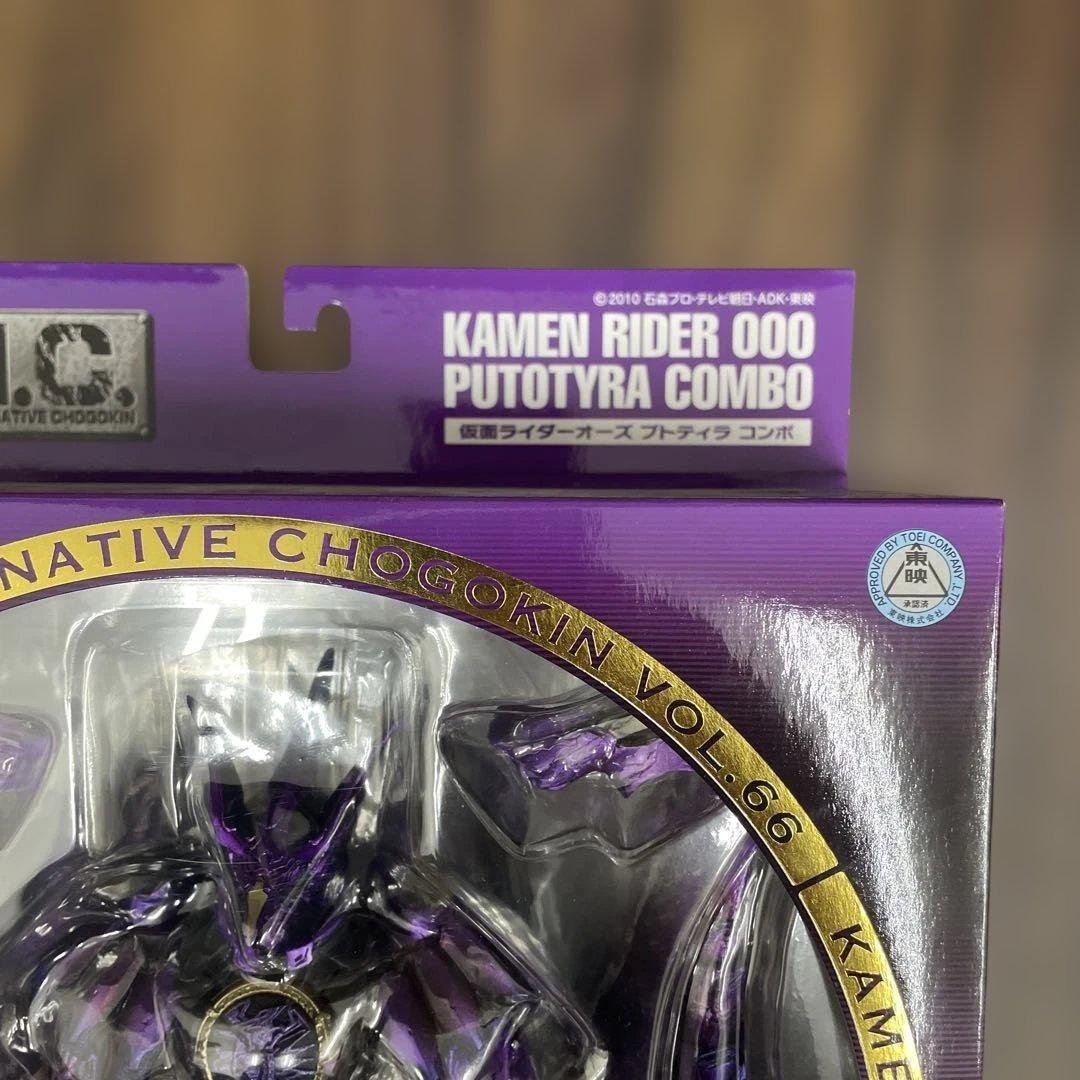 ©2010 石森プロ・テレビ朝日・ADK・東映
KAMEN RIDER OOO
PUTOTYRA COMBO
仮面ライダーオーズ プトティラ コンボ
.I.C.
NATIVE CHOGOKIN
NATIVE CHOGOKIN VOL.66 | KAME
APPROVED BY TOEI COMPANY.,LTD.
東映
承認済
東映株式会社